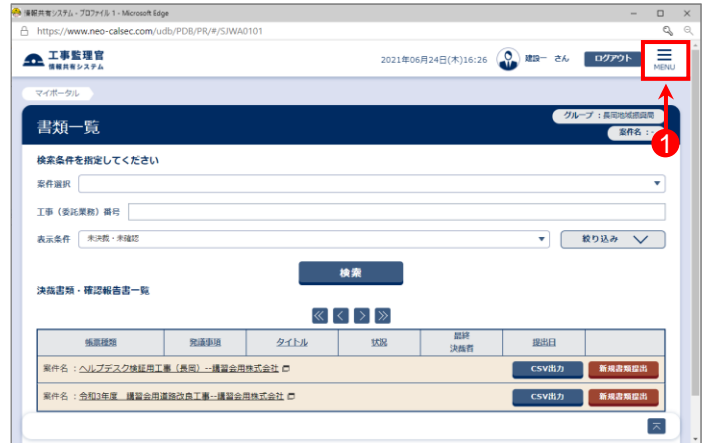 情報共有システム - プロファイル 1 - Microsoft Edge
https://www.neo-calsec.com/udb/PDB/PR/#/SJWA0101
工事監理官
情報共有システム
2021年06月24日(木)16:26
建設一 さん
ログアウト
MENU
マイポータル
書類一覧
グループ：長岡地域振興局
案件名：-
1
検索条件を指定してください
案件選択
工事（委託業務）番号
表示条件 未決裁・未確認
絞り込み
検索
決裁書類・確認報告書一覧
帳票種類 発議事項 タイトル 状況 最終決裁者 提出日
案件名：ヘルプデスク検証用工事（長岡）--講習会用株式会社 CSV出力 新規書類提出
案件名：令和3年度 講習会用道路改良工事--講習会用株式会社 CSV出力 新規書類提出